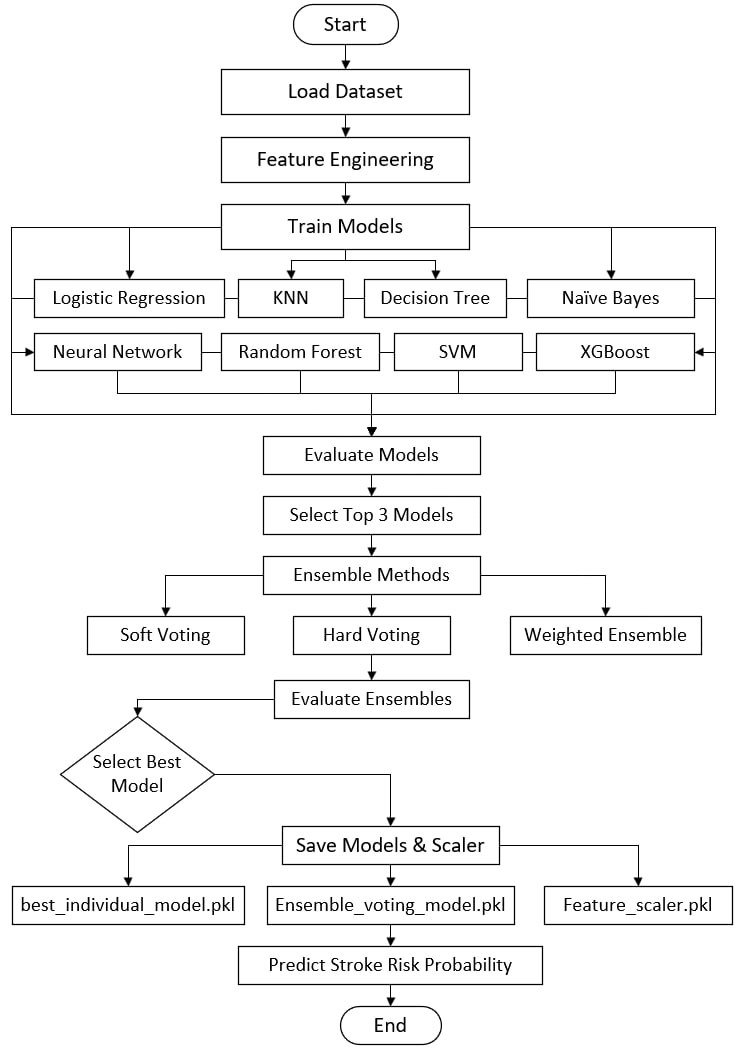 Start
Load Dataset
Feature Engineering
Train Models
Logistic Regression
KNN
Decision Tree
Naïve Bayes
Neural Network
Random Forest
SVM
XGBoost
Evaluate Models
Select Top 3 Models
Ensemble Methods
Soft Voting
Hard Voting
Weighted Ensemble
Evaluate Ensembles
Select Best
Model
Save Models & Scaler
best_individual_model.pkl
Ensemble_voting_model.pkl
Feature_scaler.pkl
Predict Stroke Risk Probability
End